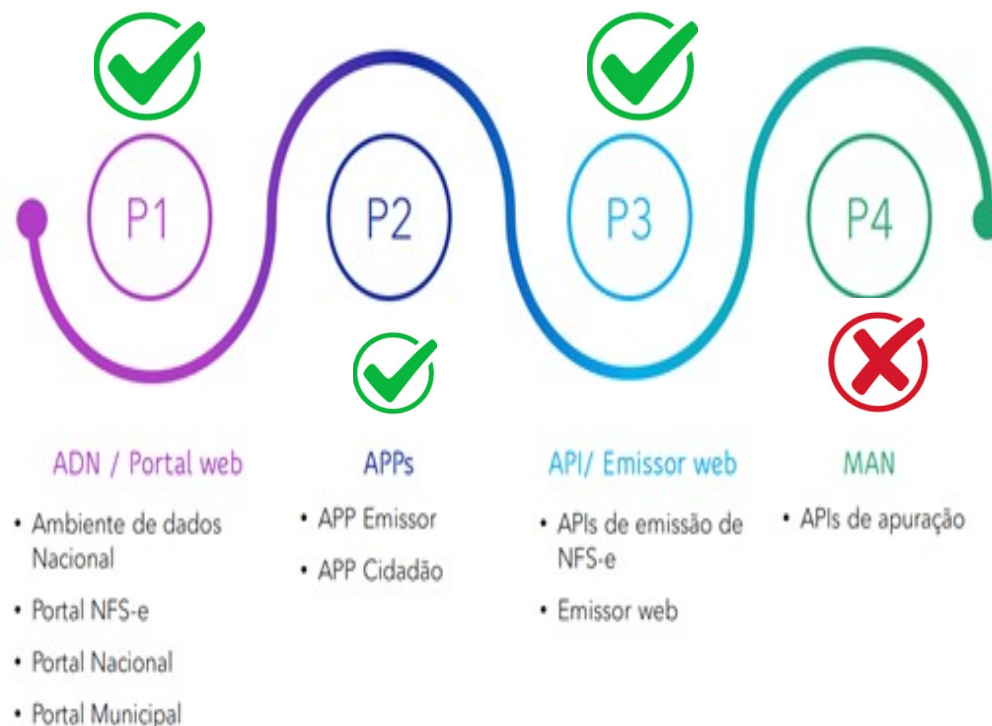 P1
P2
P3
P4
ADN / Portal web
• Ambiente de dados
Nacional
• Portal NFS-e
• Portal Nacional
• Portal Municipal
APPs
• APP Emissor
• APP Cidadão
API/ Emissor web
• APIs de emissão de
NFS-e
• Emissor web
MAN
• APIs de apuração